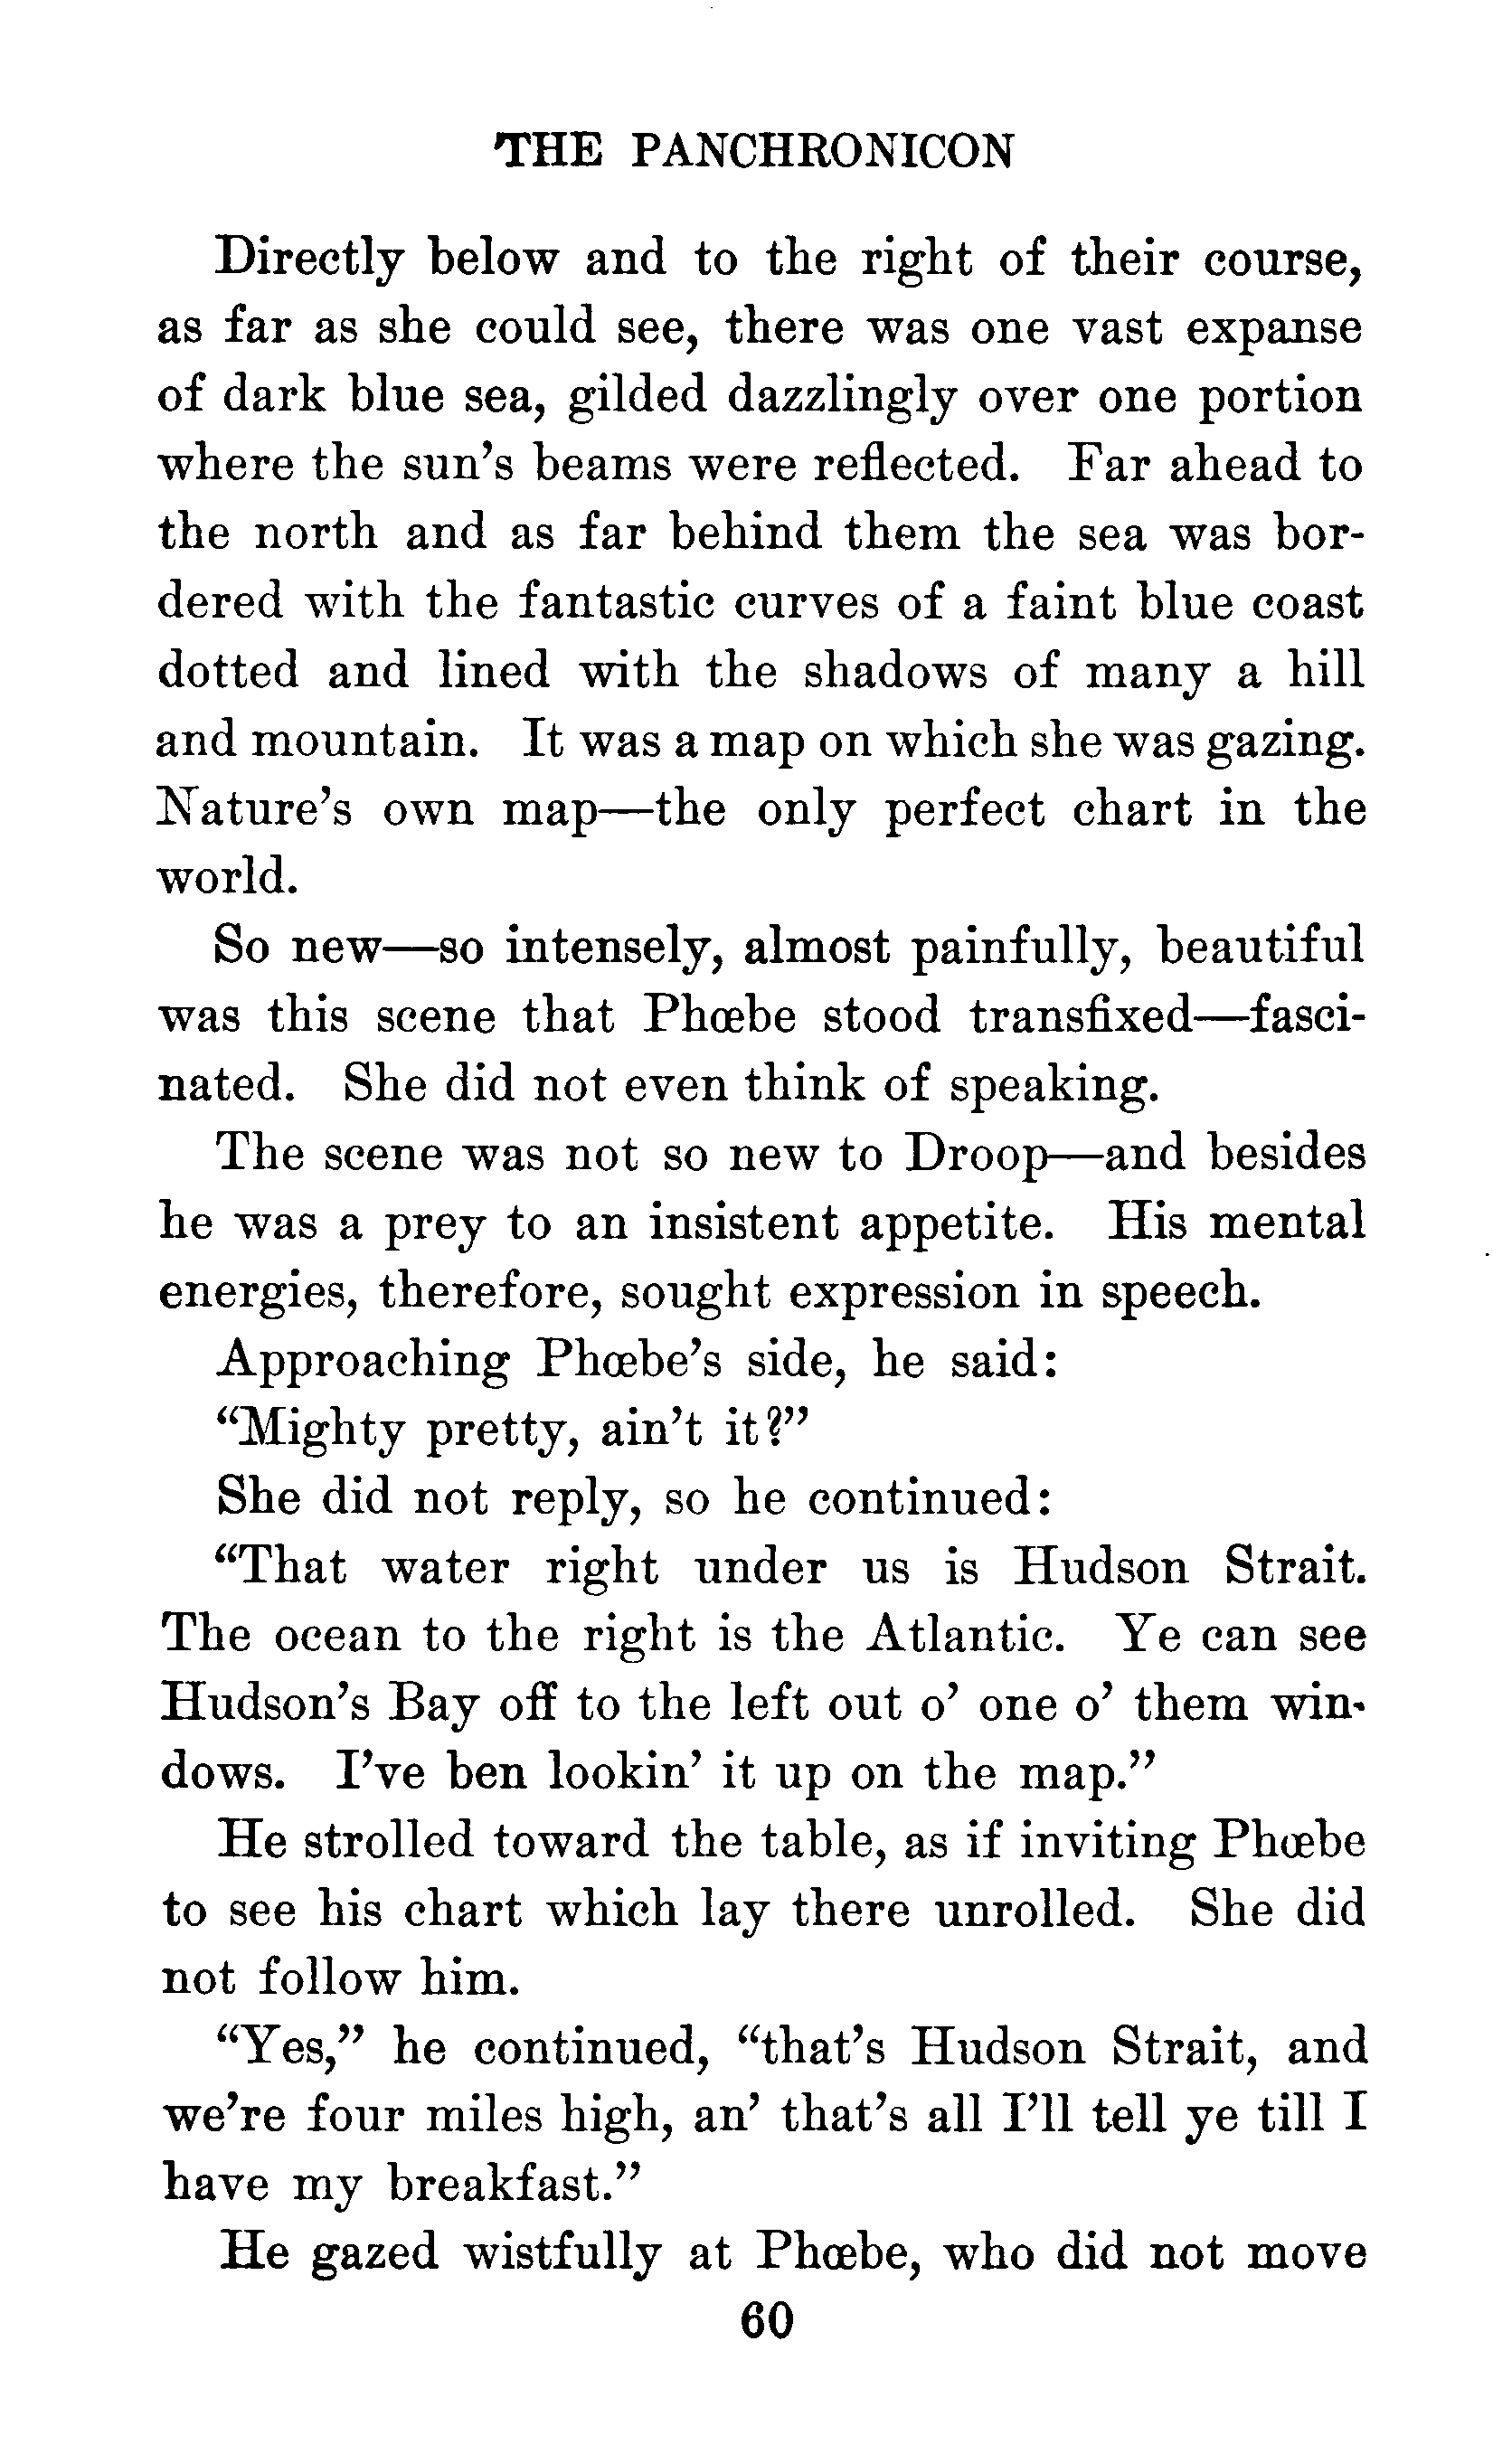 THE PANCHRONICON
Directly below and to the right of their course,
as far as she could see, there was one vast expanse
of dark blue sea, gilded dazzlingly over one portion
where the sun's beams were reflected. Far ahead to
the north and as far behind them the sea was bor-
dered with the fantastic curves of a faint blue coast
dotted and lined with the shadows of many a hill
and mountain. It was a map on which she was gazing.
Nature's own map—the only perfect chart in the
world.
So new—so intensely, almost painfully, beautiful
was this scene that Phœbe stood transfixed—fasci-
nated. She did not even think of speaking.
The scene was not so new to Droop—and besides
he was a prey to an insistent appetite. His mental
energies, therefore, sought expression in speech.
Approaching Phœbe's side, he said:
“Mighty pretty, ain't it?”
She did not reply, so he continued:
“That water right under us is Hudson Strait.
The ocean to the right is the Atlantic. Ye can see
Hudson's Bay off to the left out o' one o' them win-
dows. I've ben lookin' it up on the map.”
He strolled toward the table, as if inviting Phœbe
to see his chart which lay there unrolled. She did
not follow him.
“Yes,” he continued, “that's Hudson Strait, and
we're four miles high, an' that's all I'll tell ye till I
have my breakfast.”
He gazed wistfully at Phœbe, who did not move
60